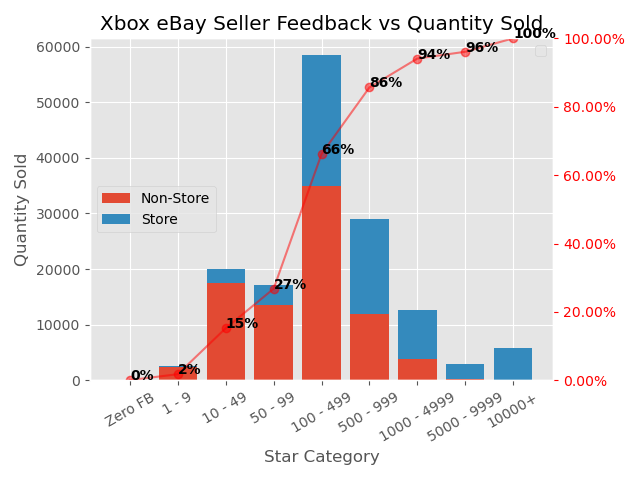 Xbox eBay Seller Feedback vs Quantity Sold
60000
50000
40000
30000
20000
10000
0
Quantity Sold
Non-Store
Store
0%
2%
15%
27%
66%
86%
94%
96%
100%
100.00%
80.00%
60.00%
40.00%
20.00%
0.00%
Zero FB
1 - 9
10 - 49
50 - 99
100 - 499
500 - 999
1000 - 4999
5000 - 9999
10000+
Star Category